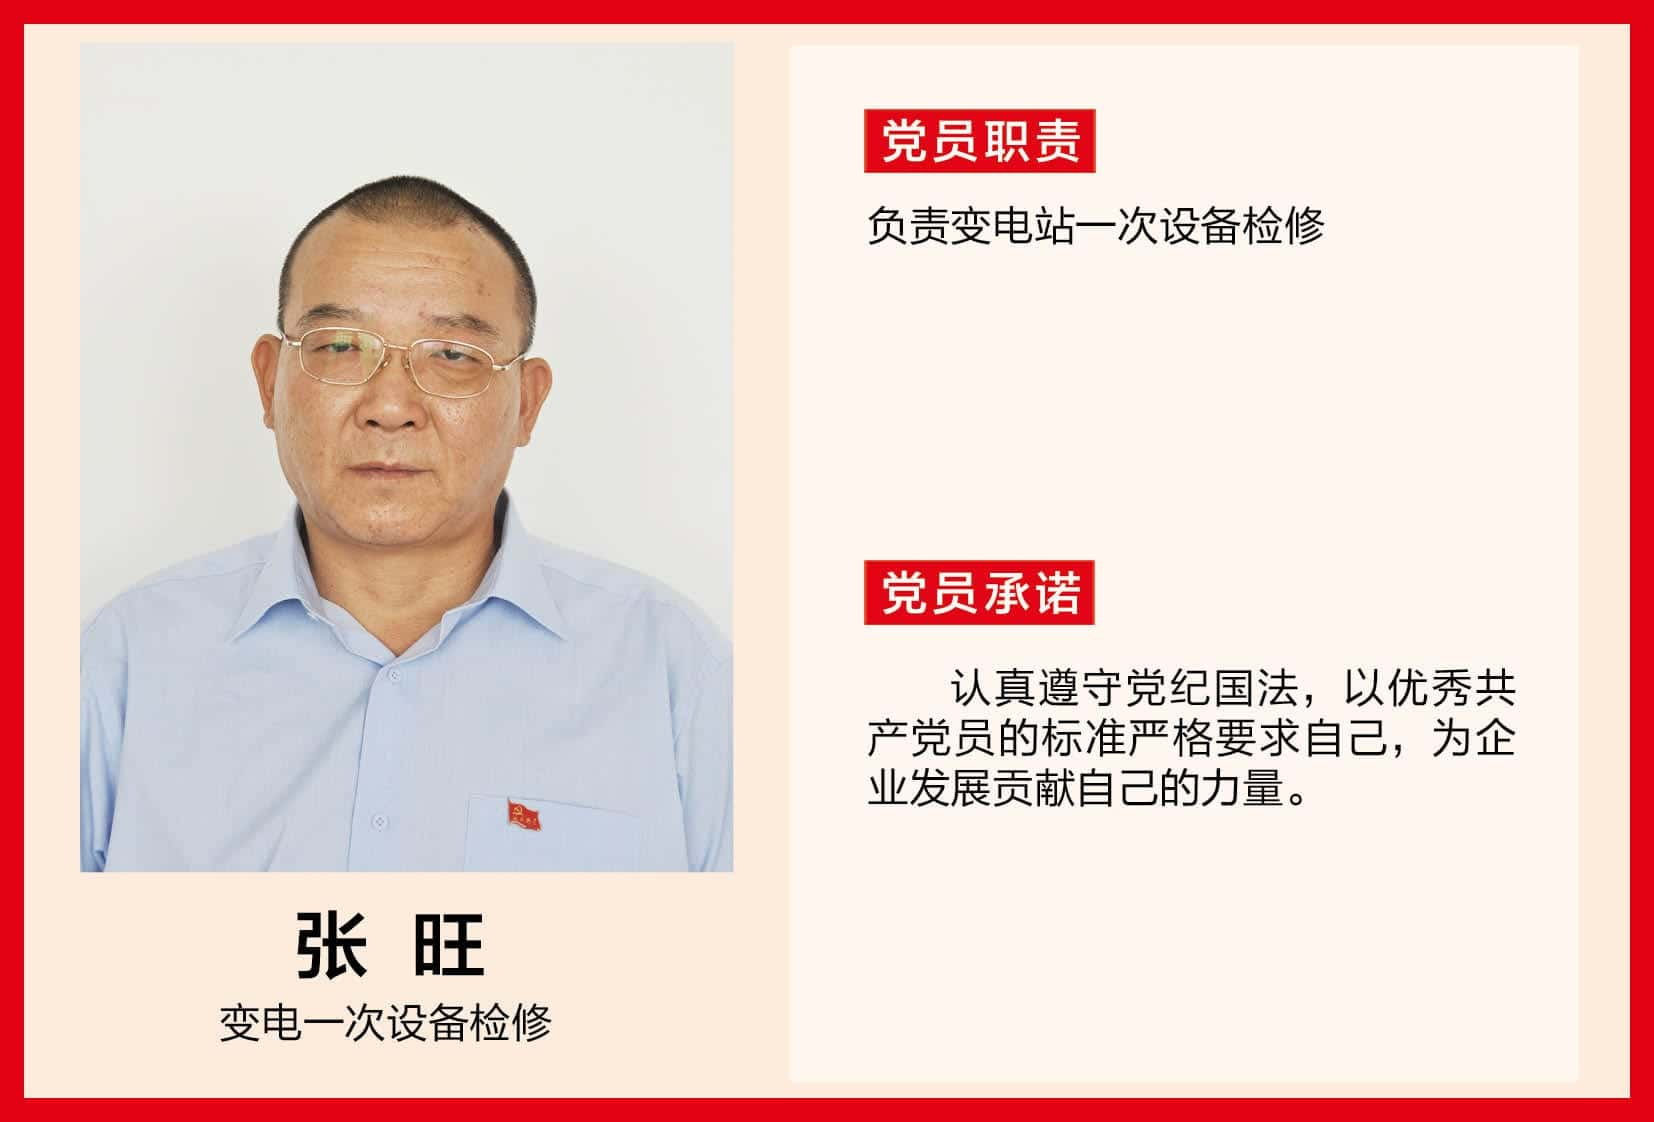 党员职责
负责变电站一次设备检修
党员承诺
认真遵守党纪国法，以优秀共
产党员的标准严格要求自己，为企
业发展贡献自己的力量。
张 旺
变电一次设备检修